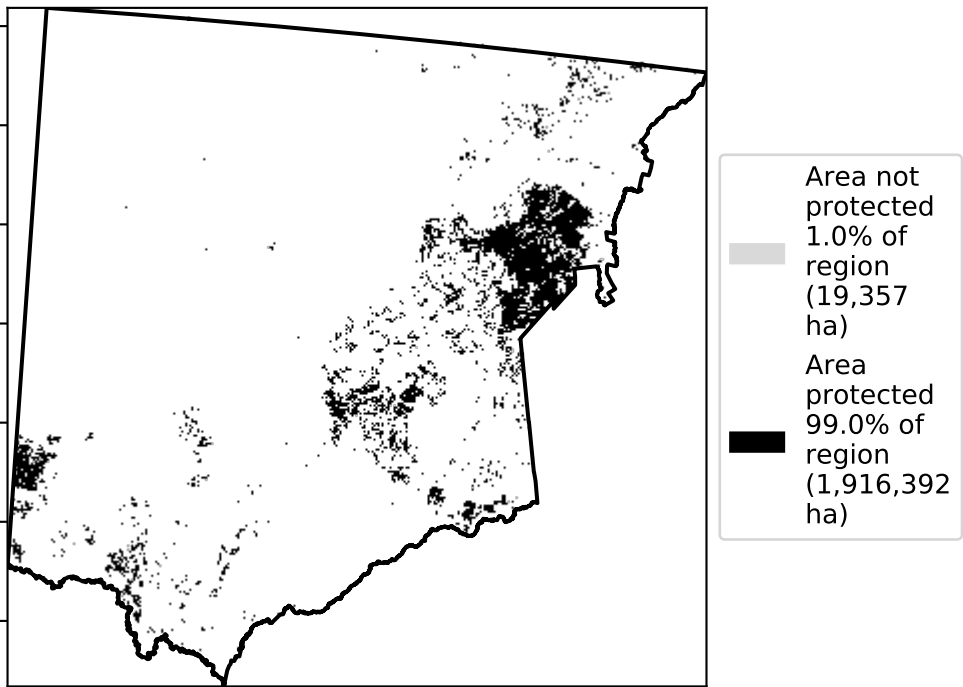 Area not
protected
1.0% of
region
(19,357
ha)
Area
protected
99.0% of
region
(1,916,392
ha)